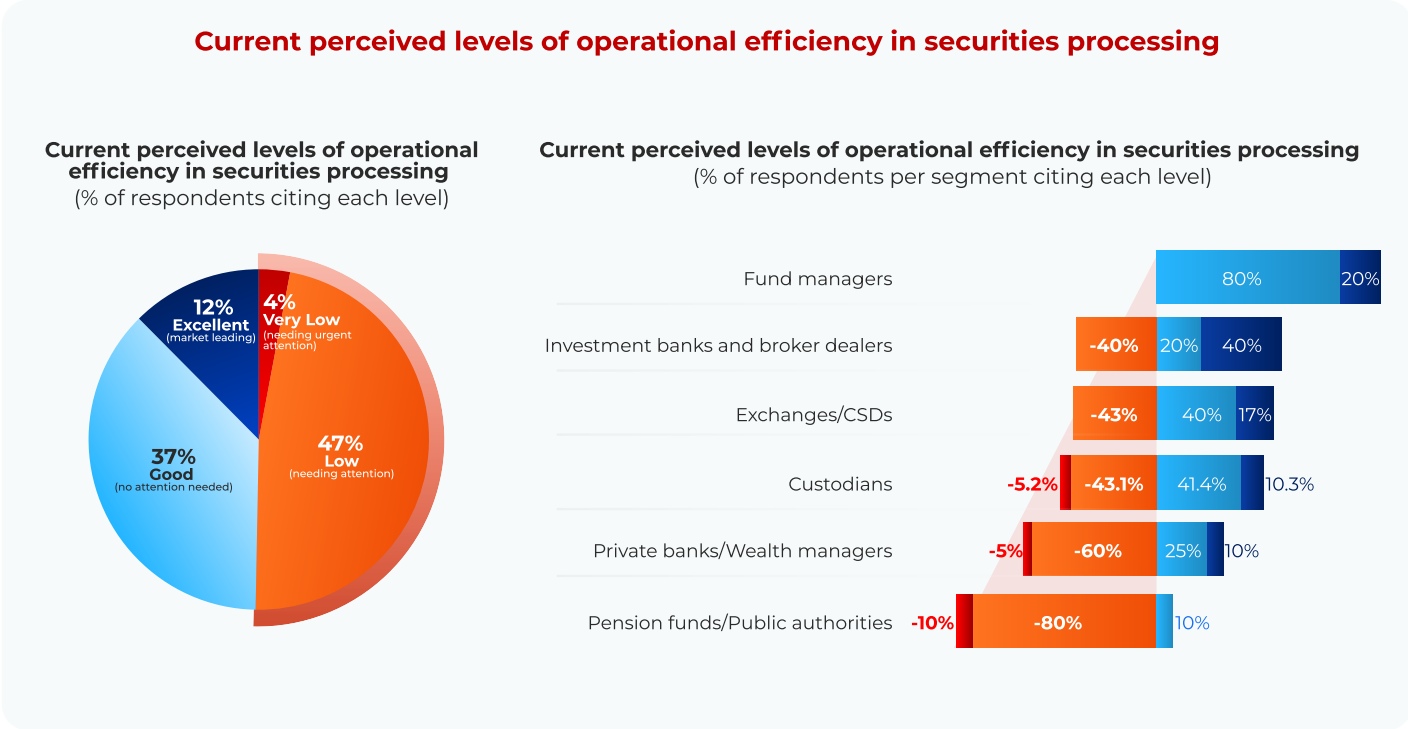 Current perceived levels of operational efficiency in securities processing
Current perceived levels of operational
efficiency in securities processing
(% of respondents citing each level)
12%
Excellent
(market leading)
4%
Very Low
(needing urgent
attention)
47%
Low
(needing attention)
37%
Good
(no attention needed)
Current perceived levels of operational efficiency in securities processing
(% of respondents per segment citing each level)
Fund managers 80% 20%
Investment banks and broker dealers -40% 20% 40%
Exchanges/CSDs -43% 40% 17%
Custodians -5.2% -43.1% 41.4% 10.3%
Private banks/Wealth managers -5% -60% 25% 10%
Pension funds/Public authorities -10% -80% 10%